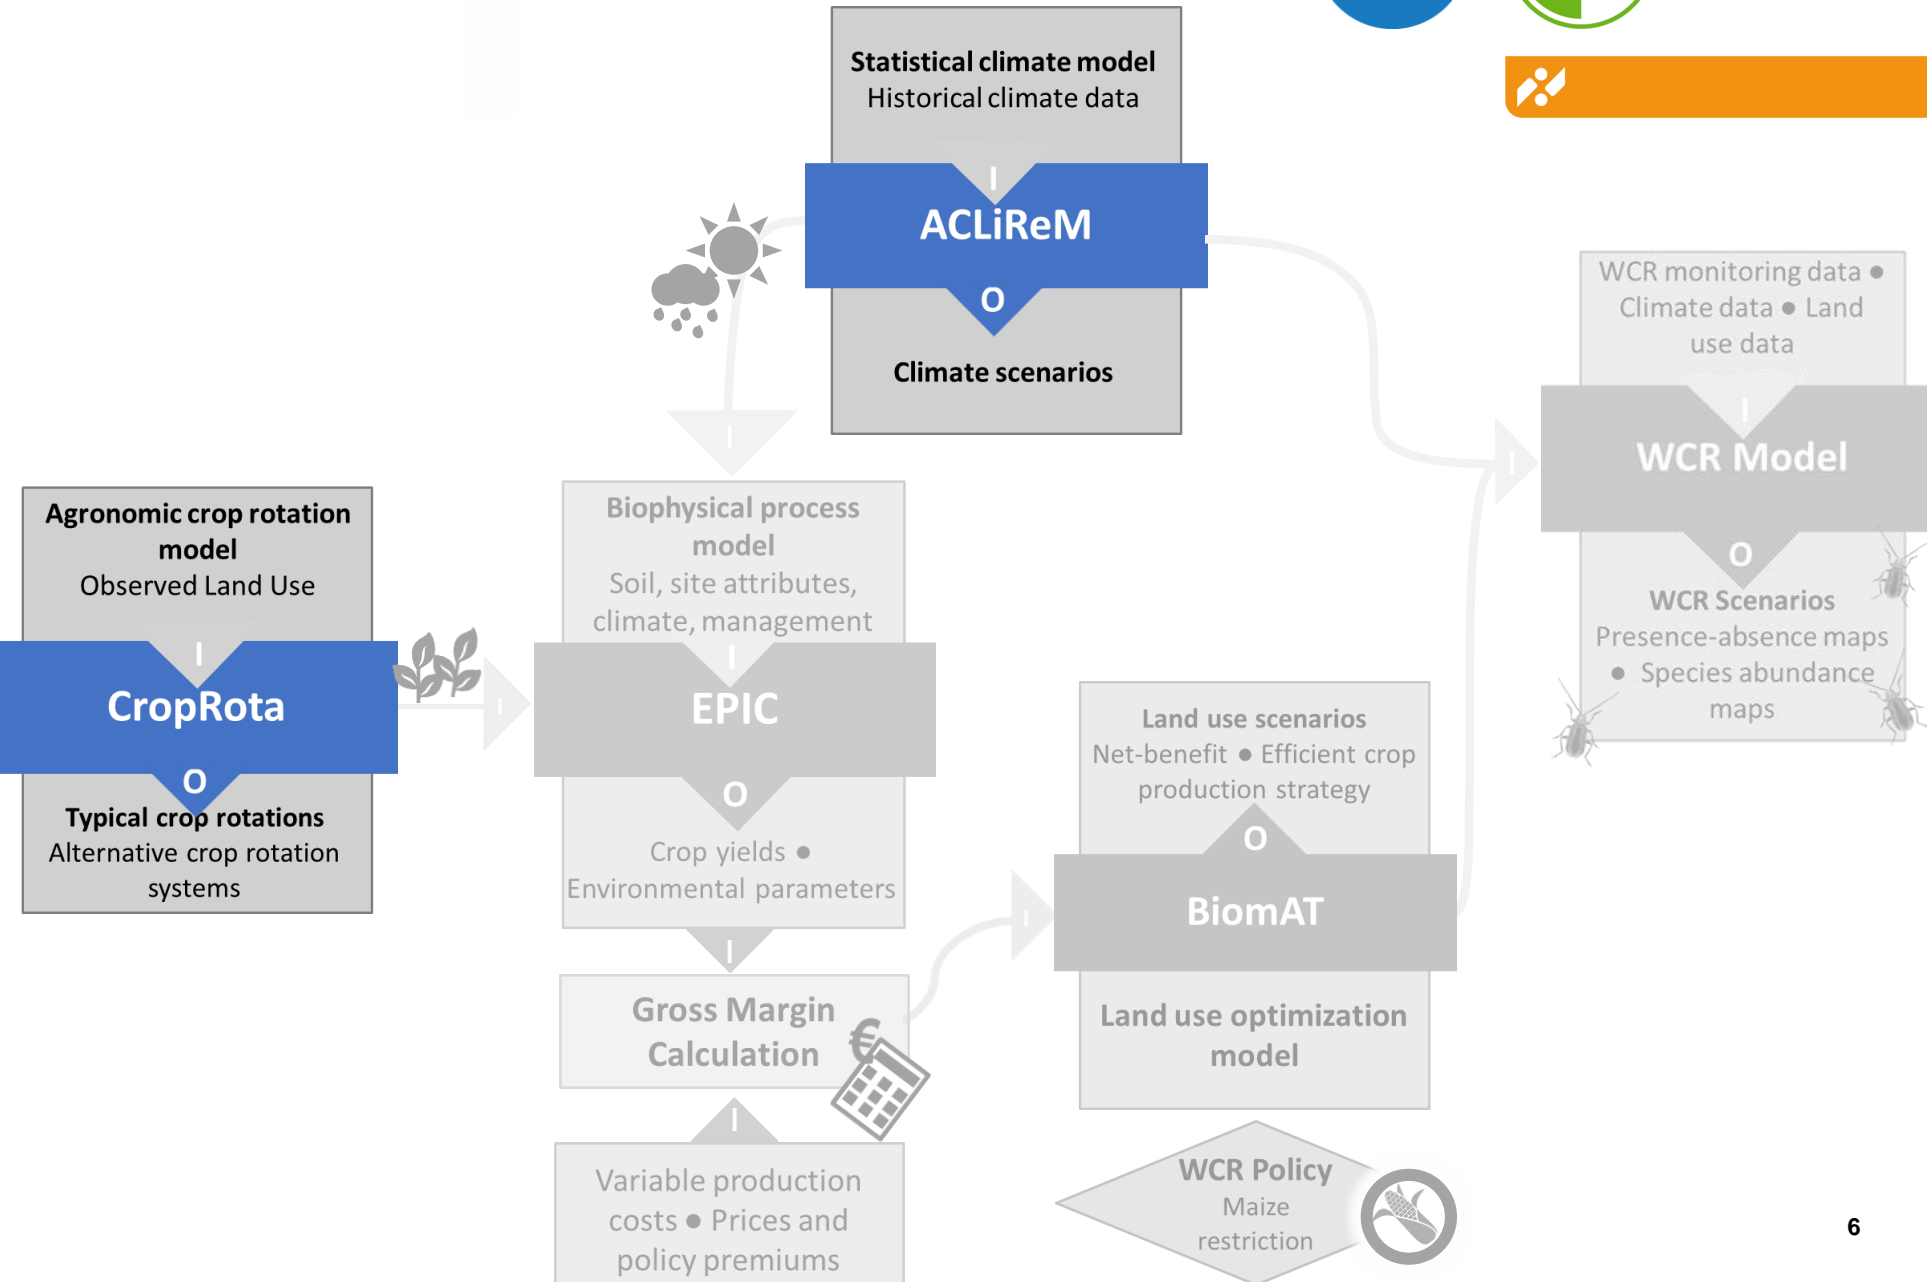 Statistical climate model
Historical climate data
I
ACLiReM
O
Climate scenarios
I
Agronomic crop rotation
model
Observed Land Use
I
CropRota
O
Typical crop rotations
Alternative crop rotation
systems
I
Biophysical process
model
Soil, site attributes,
climate, management
I
EPIC
O
Crop yields ●
Environmental parameters
I
Gross Margin
Calculation
€
I
Variable production
costs ● Prices and
policy premiums
I
Land use scenarios
Net-benefit ● Efficient crop
production strategy
O
BiomAT
Land use optimization
model
WCR Policy
Maize
restriction
I
WCR monitoring data ●
Climate data ● Land
use data
I
WCR Model
O
WCR Scenarios
Presence-absence maps
● Species abundance
maps
6